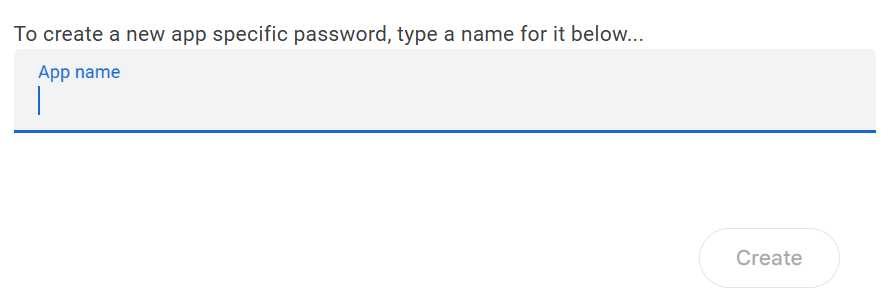 To create a new app specific password, type a name for it below...
App name
Create